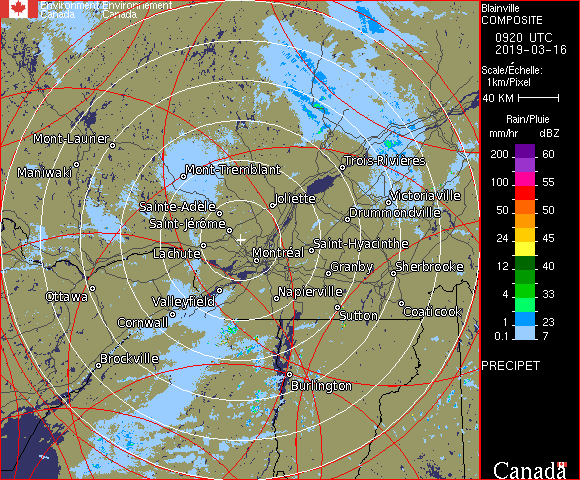 Environment Environnement
Canada Canada
Blainville
COMPOSITE
0920 UTC
2019-03-16
Scale/Échelle:
1km/Pixel
40 KM
Rain/Pluie
mm/hr dBZ
200 60
100 55
50 50
24 45
12 40
4 33
1 23
0.1 7
PRECIPET
Canada
Mont-Laurier
Maniwaki
Mont-Tremblant
Trois-Rivières
Victoriaville
Sainte-Adèle
Joliette
Drummondville
Saint-Jérôme
Saint-Hyacinthe
Lachute
Montréal
Granby
Sherbrooke
Ottawa
Valleyfield
Napierville
Cornwall
Sutton
Coaticook
Brockville
Burlington